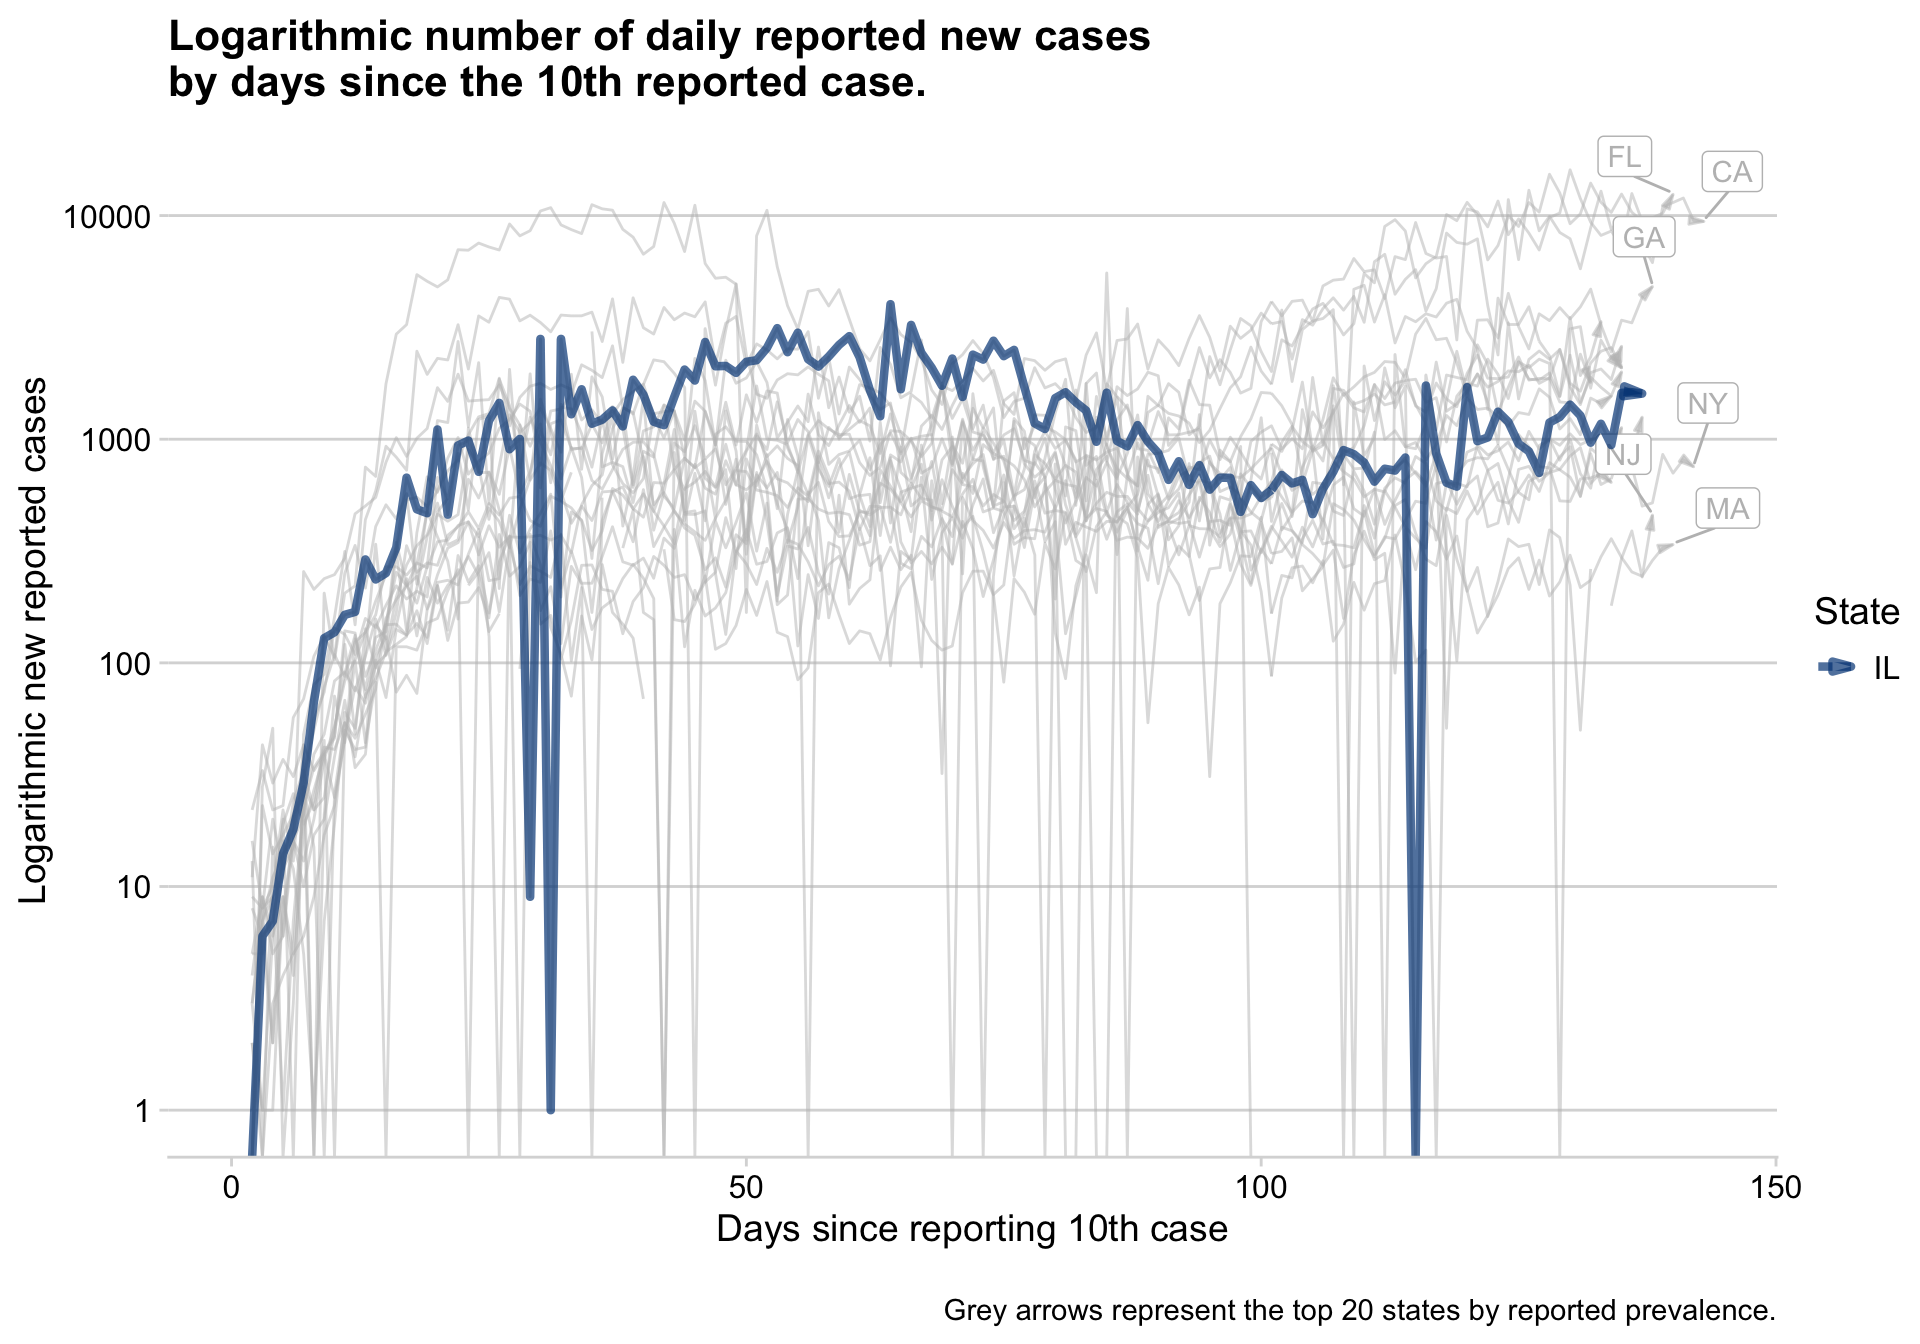 Logarithmic number of daily reported new cases
by days since the 10th reported case.
FL
CA
10000
GA
NY
1000
NJ
MA
State
IL
100
10
1
0 50 100 150
Logarithmic new reported cases
Days since reporting 10th case
Grey arrows represent the top 20 states by reported prevalence.